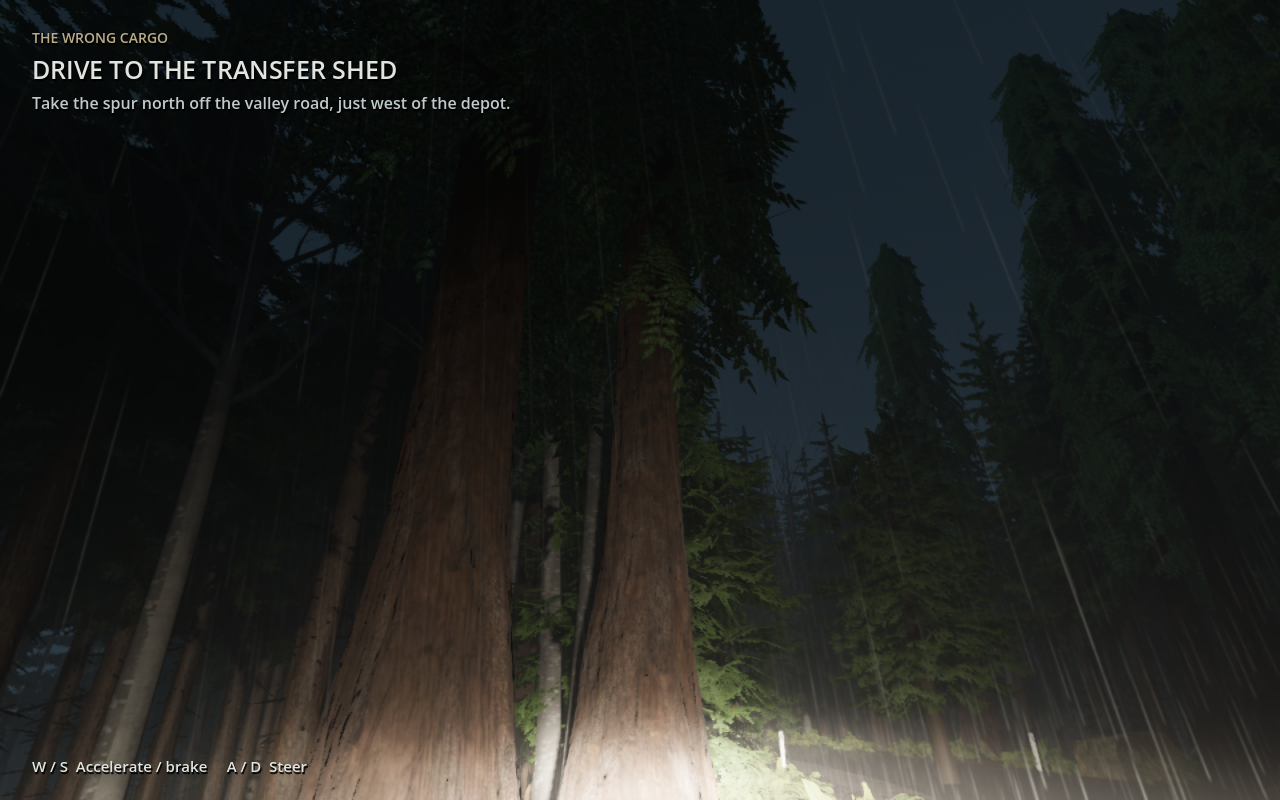 THE WRONG CARGO
DRIVE TO THE TRANSFER SHED
Take the spur north off the valley road, just west of the depot.
W / S Accelerate / brake A / D Steer